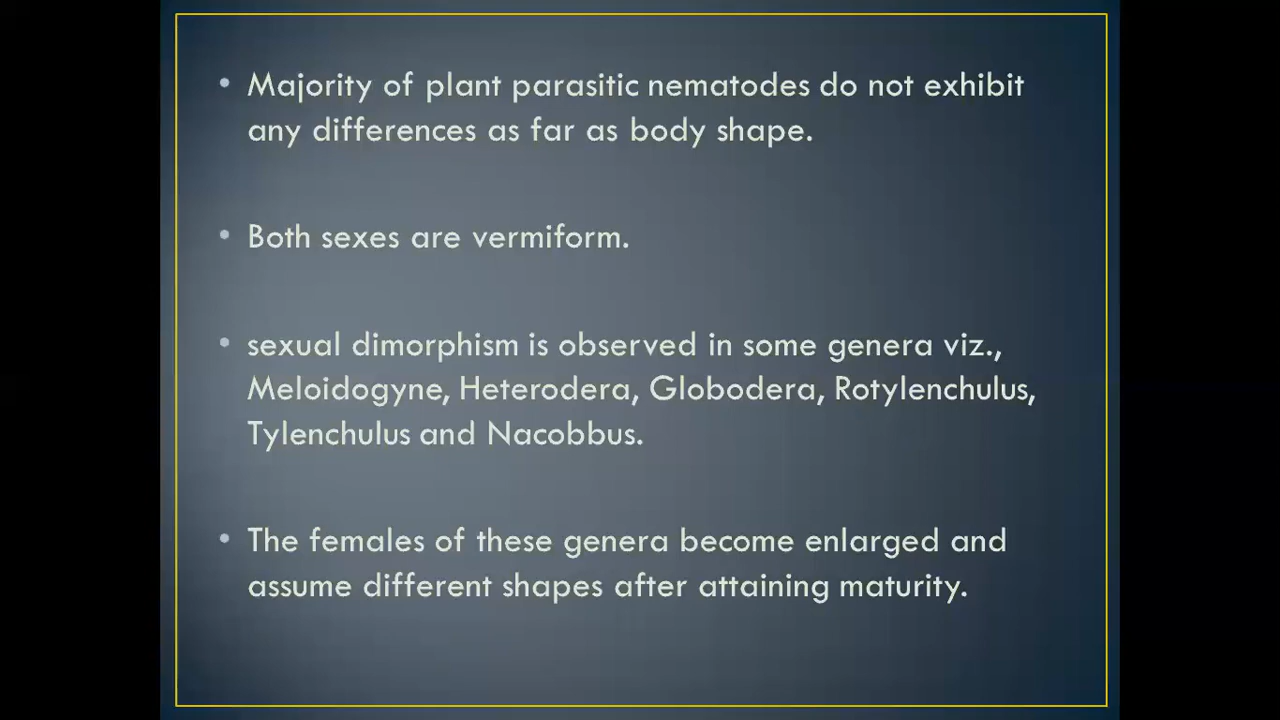 • Majority of plant parasitic nematodes do not exhibit
any differences as far as body shape.
• Both sexes are vermiform.
• sexual dimorphism is observed in some genera viz.,
Meloidogyne, Heterodera, Globodera, Rotylenchulus,
Tylenchulus and Nacobbus.
• The females of these genera become enlarged and
assume different shapes after attaining maturity.